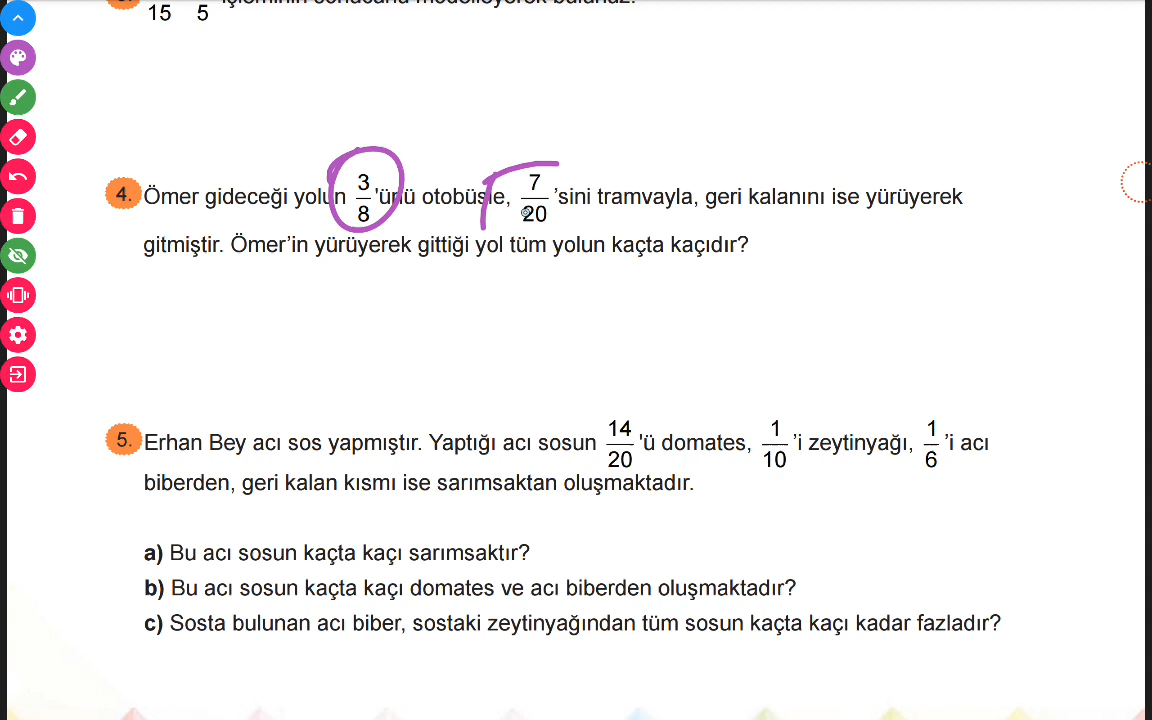 15 5
4. Ömer gideceği yolun 3/8 'ünü otobüsle, 7/20 'sini tramvayla, geri kalanını ise yürüyerek
gitmiştir. Ömer'in yürüyerek gittiği yol tüm yolun kaçta kaçıdır?
5. Erhan Bey acı sos yapmıştır. Yaptığı acı sosun 14/20 'ü domates, 1/10 'i zeytinyağı, 1/6 'i acı
biberden, geri kalan kısmı ise sarımsaktan oluşmaktadır.
a) Bu acı sosun kaçta kaçı sarımsaktır?
b) Bu acı sosun kaçta kaçı domates ve acı biberden oluşmaktadır?
c) Sosta bulunan acı biber, sostaki zeytinyağından tüm sosun kaçta kaçı kadar fazladır?